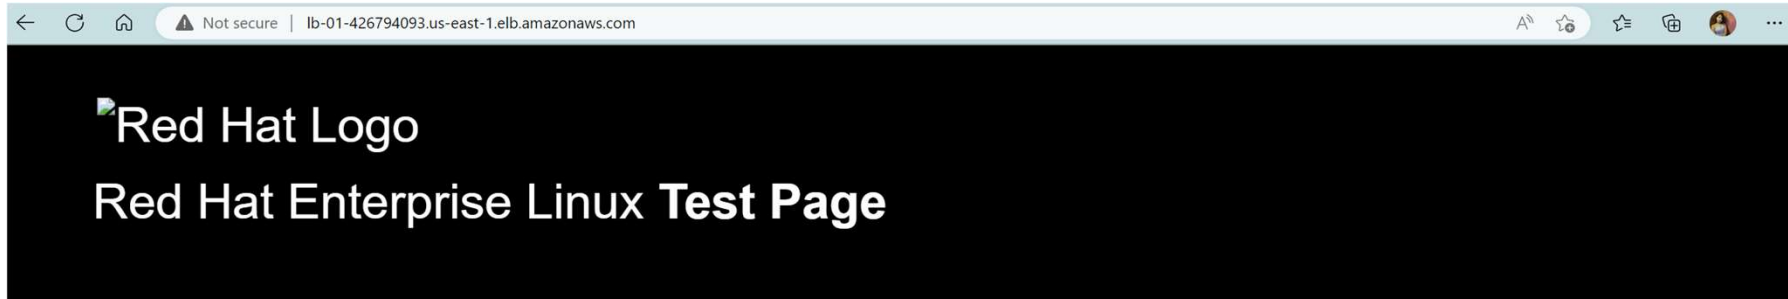 Not secure | lb-01-426794093.us-east-1.elb.amazonaws.com A
Red Hat Logo
Red Hat Enterprise Linux Test Page